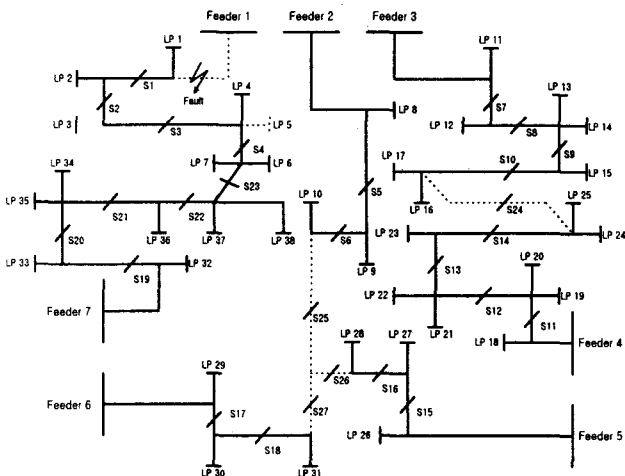 Feeder 1
Feeder 2
Feeder 3
LP 1
LP 11
LP 2
S1
Fault
LP 4
LP 8
S7
LP 13
S2
LP 3
S3
LP 5
LP 12
S8
LP 14
S4
S9
LP 34
LP 7
LP 6
S5
LP 17
S10
LP 15
S23
LP 10
LP 16
S24
LP 25
LP 35
S21
S22
S6
LP 23
S14
LP 24
S20
LP 36
LP 37
LP 38
LP 9
S13
LP 20
LP 33
S19
LP 32
LP 22
S12
LP 19
S25
LP 21
S11
Feeder 7
LP 28
LP 27
LP 18
Feeder 4
LP 29
S26
S16
Feeder 6
S17
S27
S15
Feeder 5
S18
LP 26
LP 30
LP 31